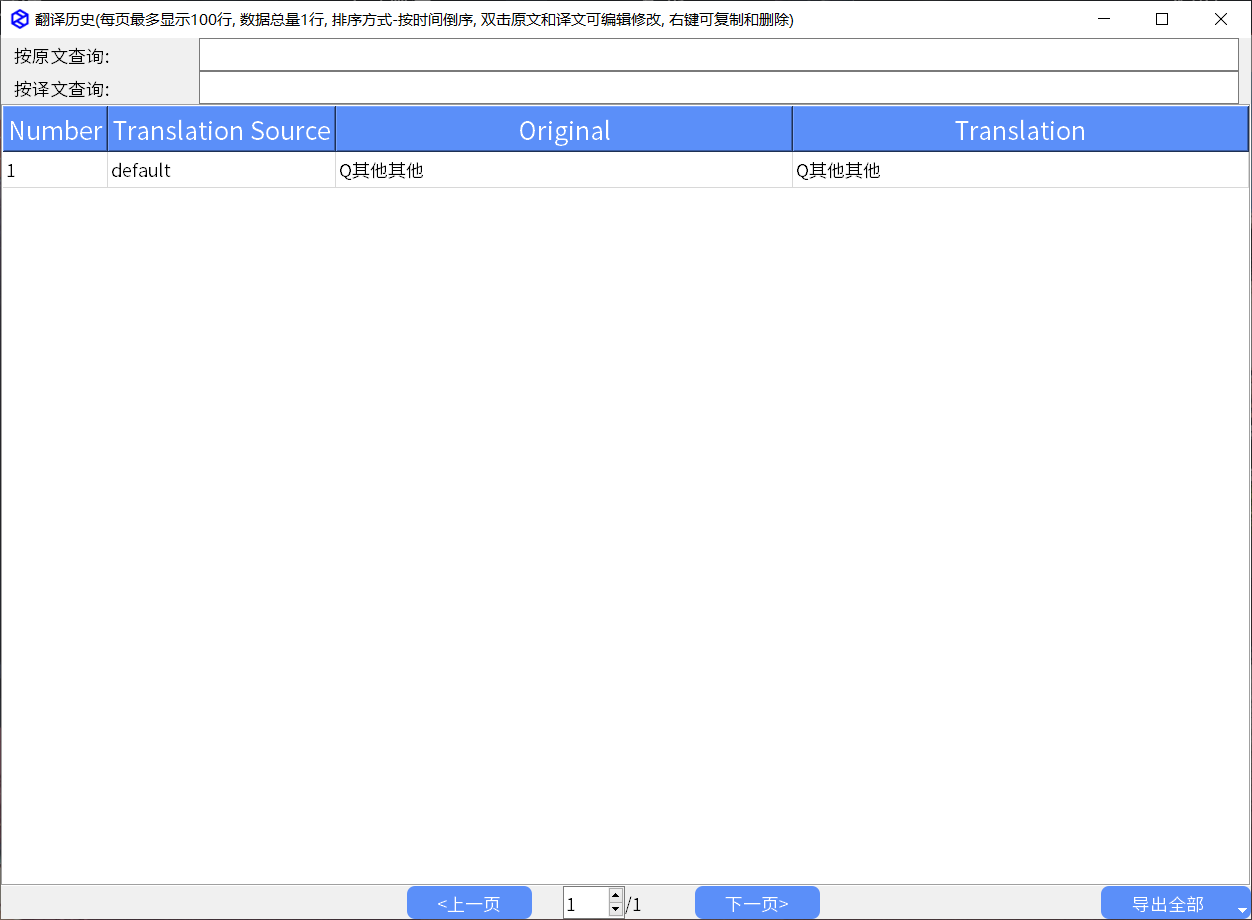 翻译历史(每页最多显示100行, 数据总量1行, 排序方式-按时间倒序, 双击原文和译文可编辑修改, 右键可复制和删除)
按原文查询:
按译文查询:
Number Translation Source Original Translation
1 default Q其他其他 Q其他其他
<上一页 1 /1 下一页> 导出全部